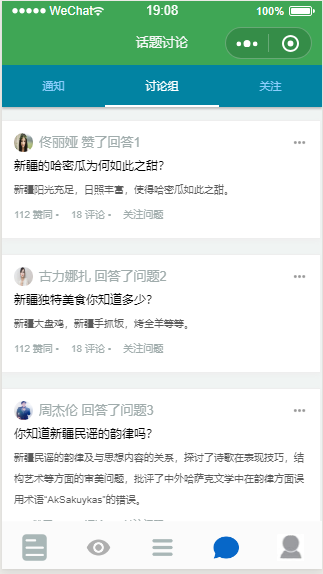 ●●●●● WeChat 19:08 100%
话题讨论
通知 讨论组 关注
佟丽娅 赞了回答1
新疆的哈密瓜为何如此之甜?
新疆阳光充足，日照丰富，使得哈密瓜如此之甜。
112 赞同 • 18 评论 • 关注问题
古力娜扎 回答了问题2
新疆独特美食你知道多少?
新疆大盘鸡，新疆手抓饭，烤全羊等等。
112 赞同 • 18 评论 • 关注问题
周杰伦 回答了问题3
你知道新疆民谣的韵律吗?
新疆民谣的韵律及与思想内容的关系，探讨了诗歌在表现技巧，结
构艺术等方面的审美问题，批评了中外哈萨克文学中在韵律方面误
用术语"AkSakuykas"的错误。